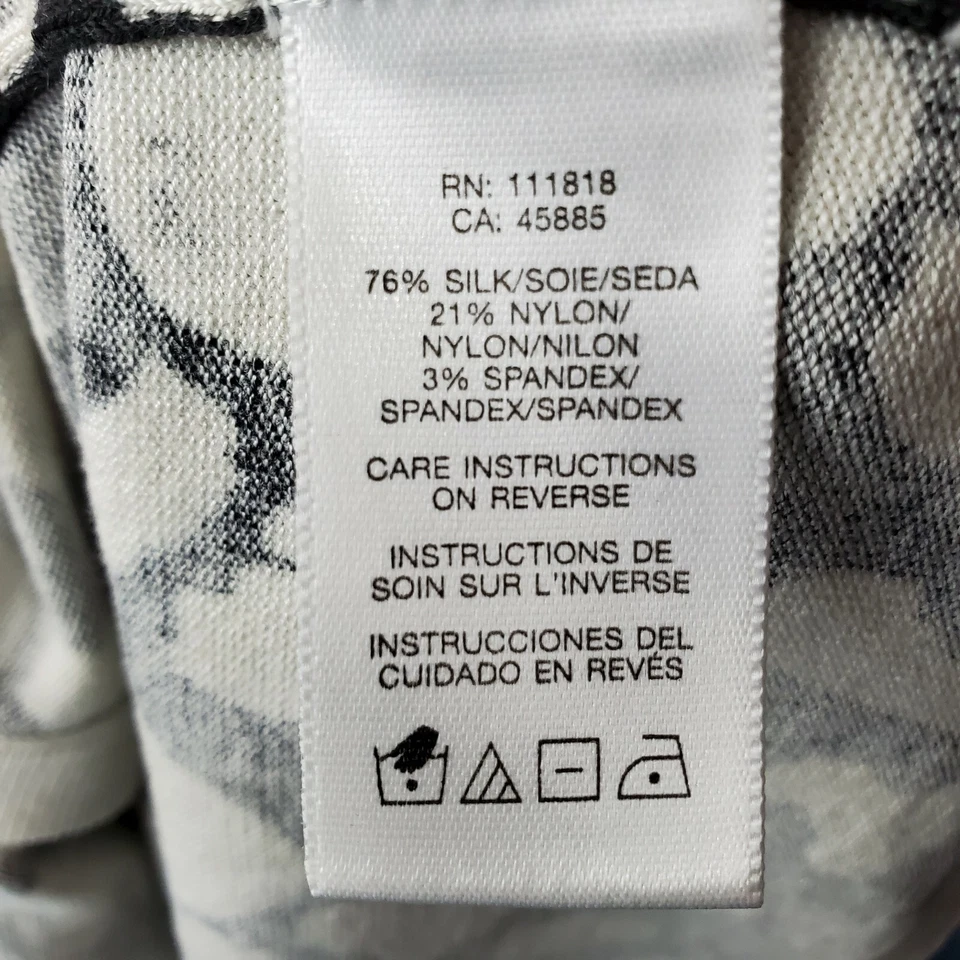 RN: 111818
CA: 45885
76% SILK/SOIE/SEDA
21% NYLON/
NYLON/NILON
3% SPANDEX/
SPANDEX/SPANDEX
CARE INSTRUCTIONS
ON REVERSE
INSTRUCTIONS DE
SOIN SUR L'INVERSE
INSTRUCCIONES DEL
CUIDADO EN REVÉS